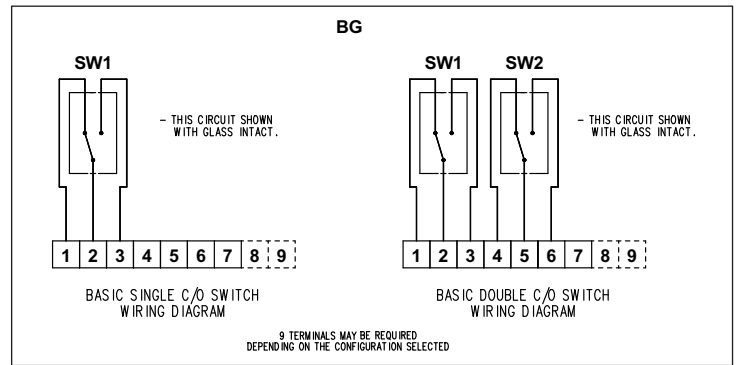 BG
SW1
- THIS CIRCUIT SHOWN
WITH GLASS INTACT.
1 2 3 4 5 6 7 8 9
BASIC SINGLE C/O SWITCH
WIRING DIAGRAM
SW1 SW2
- THIS CIRCUIT SHOWN
WITH GLASS INTACT.
1 2 3 4 5 6 7 8 9
BASIC DOUBLE C/O SWITCH
WIRING DIAGRAM
9 TERMINALS MAY BE REQUIRED
DEPENDING ON THE CONFIGURATION SELECTED